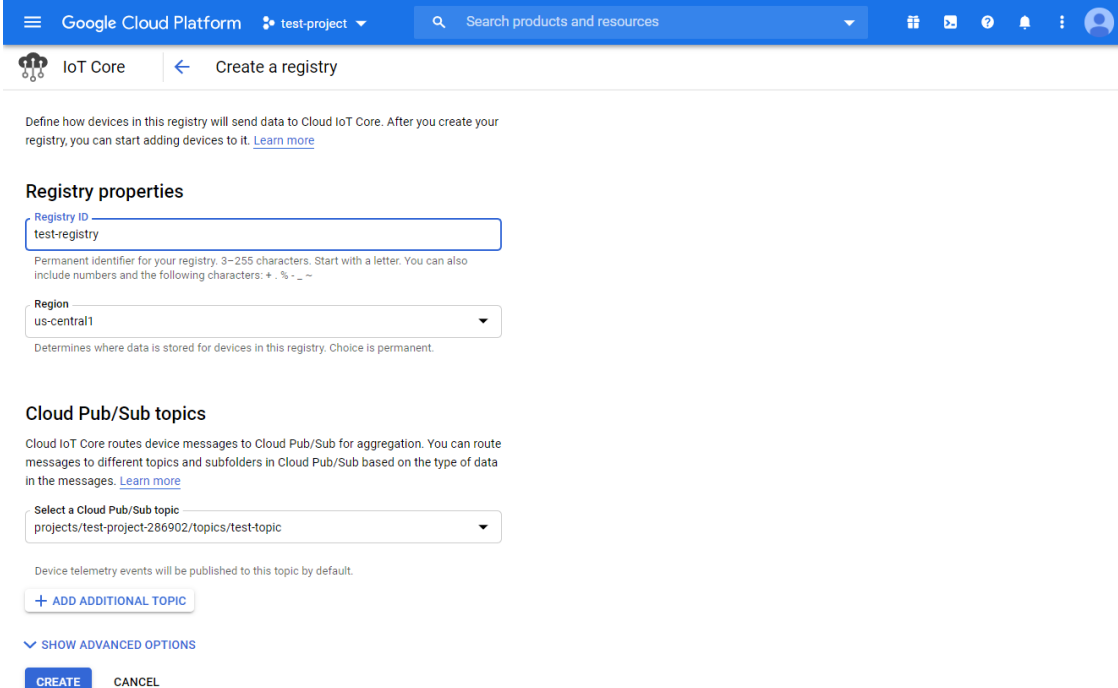 Google Cloud Platform
test-project
Search products and resources
IoT Core
Create a registry
Define how devices in this registry will send data to Cloud IoT Core. After you create your
registry, you can start adding devices to it. Learn more
Registry properties
Registry ID
test-registry
Permanent identifier for your registry. 3–255 characters. Start with a letter. You can also
include numbers and the following characters: + . % - _ ~
Region
us-central1
Determines where data is stored for devices in this registry. Choice is permanent.
Cloud Pub/Sub topics
Cloud IoT Core routes device messages to Cloud Pub/Sub for aggregation. You can route
messages to different topics and subfolders in Cloud Pub/Sub based on the type of data
in the messages. Learn more
Select a Cloud Pub/Sub topic
projects/test-project-286902/topics/test-topic
Device telemetry events will be published to this topic by default.
+ ADD ADDITIONAL TOPIC
SHOW ADVANCED OPTIONS
CREATE CANCEL